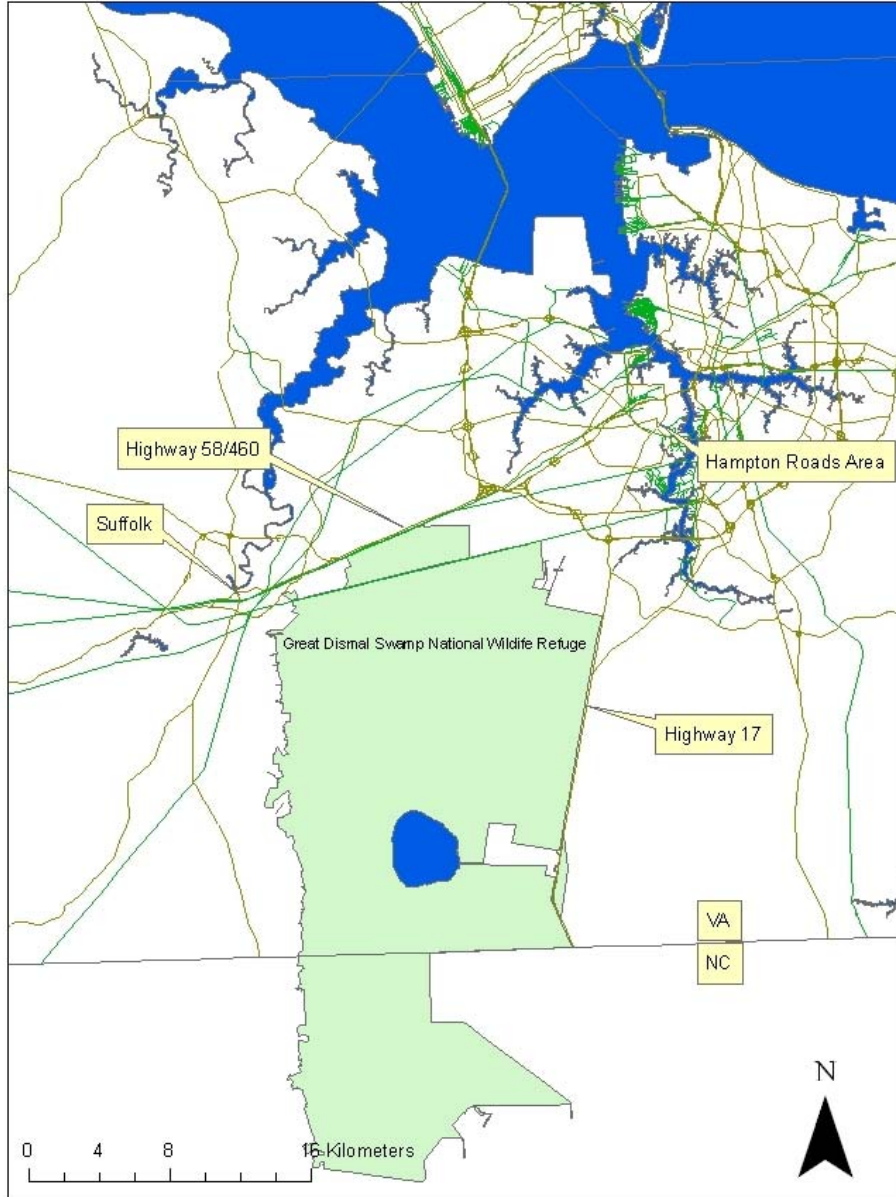 Highway 58/460
Hampton Roads Area
Suffolk
Great Dismal Swamp National Wildlife Refuge
Highway 17
VA
NC
N
0 4 8 16 Kilometers